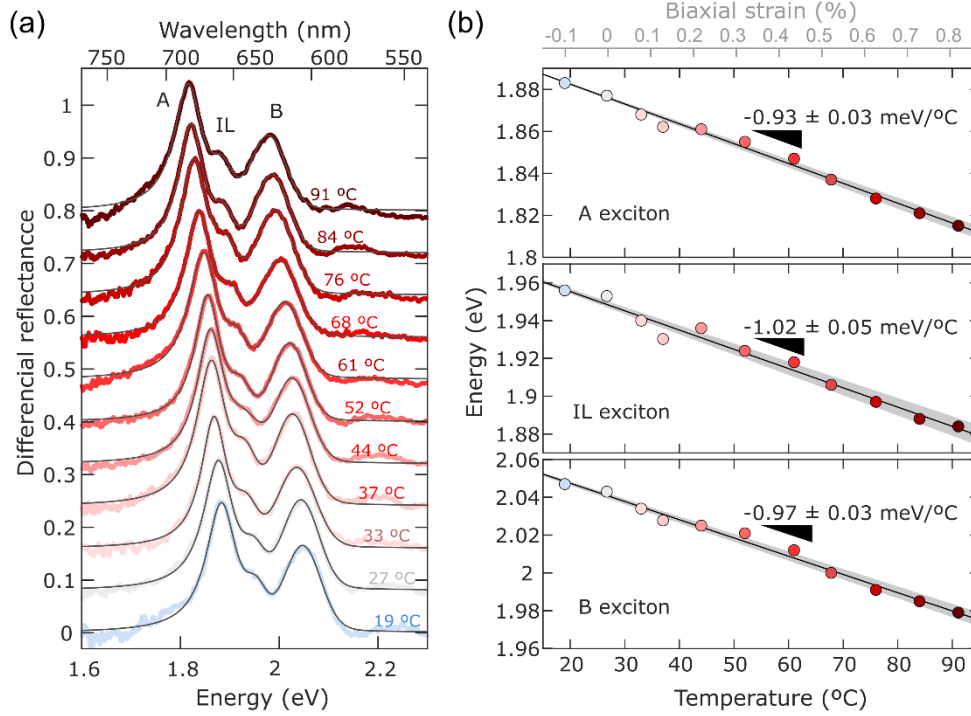 (a)
Wavelength (nm)
750 700 660 630 600 550
Differencial reflectancce
1
0.9
0.8
0.7
0.6
0.5
0.4
0.3
0.2
0.1
0
A
IL
B
91 ºC
84 ºC
76 ºC
68 ºC
61 ºC
52 ºC
44 ºC
37 ºC
33 ºC
27 ºC
19 ºC
1.6 1.8 2 2.2
Energy (eV)
(b)
Biaxial strain (%)
-0.1 0 0.1 0.2 0.3 0.4 0.5 0.6 0.7 0.8
Energy (eV)
1.88
1.86
1.84
1.82
1.8
-0.93 ± 0.03 meV/ºC
A exciton
1.96
1.94
1.92
1.9
1.88
-1.02 ± 0.05 meV/ºC
IL exciton
2.06
2.04
2.02
2
1.98
1.96
-0.97 ± 0.03 meV/ºC
B exciton
20 30 40 50 60 70 80 90
Temperature (ºC)